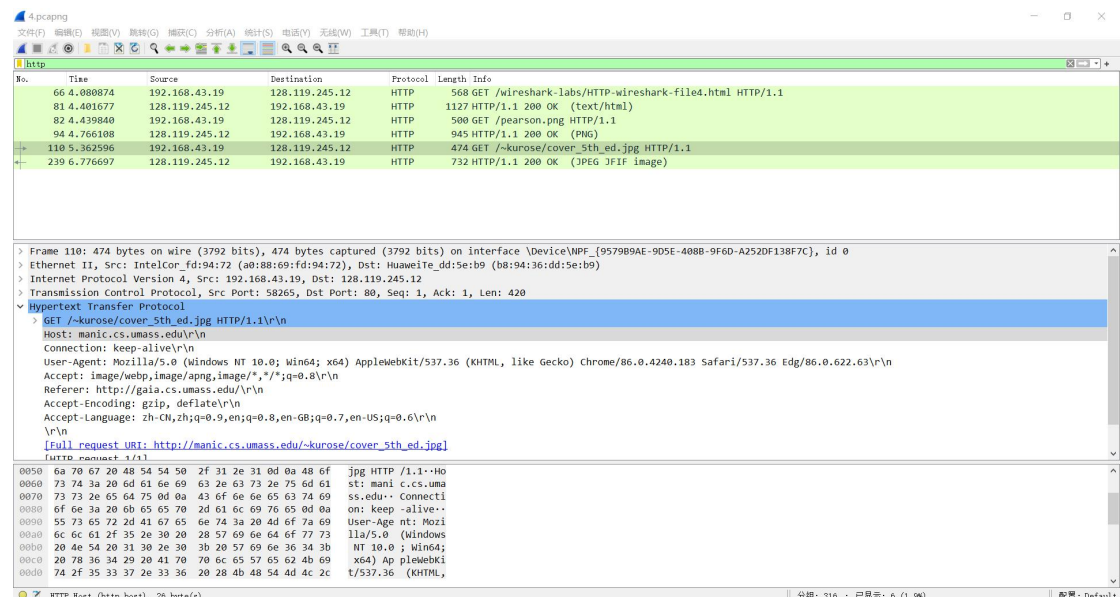 4.pcapng
文件(F) 编辑(E) 视图(V) 跳转(G) 捕获(C) 分析(A) 统计(S) 电话(Y) 无线(W) 工具(T) 帮助(H)
http
No. Time Source Destination Protocol Length Info
66 4.080874 192.168.43.19 128.119.245.12 HTTP 568 GET /wireshark-labs/HTTP-wireshark-file4.html HTTP/1.1
81 4.401677 128.119.245.12 192.168.43.19 HTTP 1127 HTTP/1.1 200 OK (text/html)
82 4.439840 192.168.43.19 128.119.245.12 HTTP 500 GET /pearson.png HTTP/1.1
94 4.766108 128.119.245.12 192.168.43.19 HTTP 945 HTTP/1.1 200 OK (PNG)
110 5.362596 192.168.43.19 128.119.245.12 HTTP 474 GET /~kurose/cover_5th_ed.jpg HTTP/1.1
239 6.776697 128.119.245.12 192.168.43.19 HTTP 732 HTTP/1.1 200 OK (JPEG JFIF image)
> Frame 110: 474 bytes on wire (3792 bits), 474 bytes captured (3792 bits) on interface \Device\NPF_{9579B9AE-9D5E-408B-9F6D-A252DF138F7C}, id 0
> Ethernet II, Src: IntelCor_fd:94:72 (a0:88:69:fd:94:72), Dst: HuaweiTe_dd:5e:b9 (b8:94:36:dd:5e:b9)
> Internet Protocol Version 4, Src: 192.168.43.19, Dst: 128.119.245.12
> Transmission Control Protocol, Src Port: 58265, Dst Port: 80, Seq: 1, Ack: 1, Len: 420
Hypertext Transfer Protocol
> GET /~kurose/cover_5th_ed.jpg HTTP/1.1\r\n
Host: manic.cs.umass.edu\r\n
Connection: keep-alive\r\n
User-Agent: Mozilla/5.0 (Windows NT 10.0; Win64; x64) AppleWebKit/537.36 (KHTML, like Gecko) Chrome/86.0.4240.183 Safari/537.36 Edg/86.0.622.63\r\n
Accept: image/webp,image/apng,image/*,*/*;q=0.8\r\n
Referer: http://gaia.cs.umass.edu/\r\n
Accept-Encoding: gzip, deflate\r\n
Accept-Language: zh-CN,zh;q=0.9,en;q=0.8,en-GB;q=0.7,en-US;q=0.6\r\n
\r\n
[Full request URI: http://manic.cs.umass.edu/~kurose/cover_5th_ed.jpg]
[HTTP request 1/1]
0050 6a 70 67 20 48 54 54 50 2f 31 2e 31 0d 0a 48 6f jpg HTTP /1.1··Ho
0060 73 74 3a 20 6d 61 6e 69 63 2e 63 73 2e 75 6d 61 st: mani c.cs.uma
0070 73 73 2e 65 64 75 0d 0a 43 6f 6e 6e 65 63 74 69 ss.edu·· Connecti
0080 6f 6e 3a 20 6b 65 65 70 2d 61 6c 69 76 65 0d 0a on: keep -alive··
0090 55 73 65 72 2d 41 67 65 6e 74 3a 20 4d 6f 7a 69 User-Age nt: Mozi
00a0 6c 6c 61 2f 35 2e 30 20 28 57 69 6e 64 6f 77 73 lla/5.0 (Windows
00b0 20 4e 54 20 31 30 2e 30 3b 20 57 69 6e 36 34 3b NT 10.0 ; Win64;
00c0 20 78 36 34 29 20 41 70 70 6c 65 57 65 62 4b 69 x64) Ap pleWebKi
00d0 74 2f 35 33 37 2e 33 36 20 28 4b 48 54 4d 4c 2c t/537.36 (KHTML,
HTTP Host (http.host), 26 byte(s) 分组: 316 · 已显示: 6 (1.9%) 配置: Default